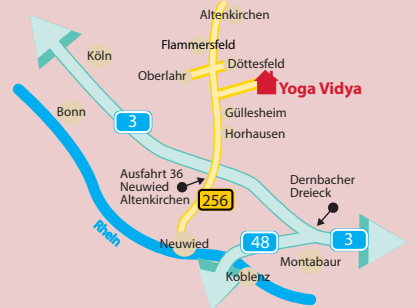 Altenkirchen
Flammersfeld
Köln
Döttesfeld
Oberlahr
Yoga Vidya
Bonn
Güllesheim
3
Horhausen
Ausfahrt 36
Neuwied
Altenkirchen
Dernbacher
Dreieck
256
Rhein
Neuwied
48
3
Montabaur
Koblenz